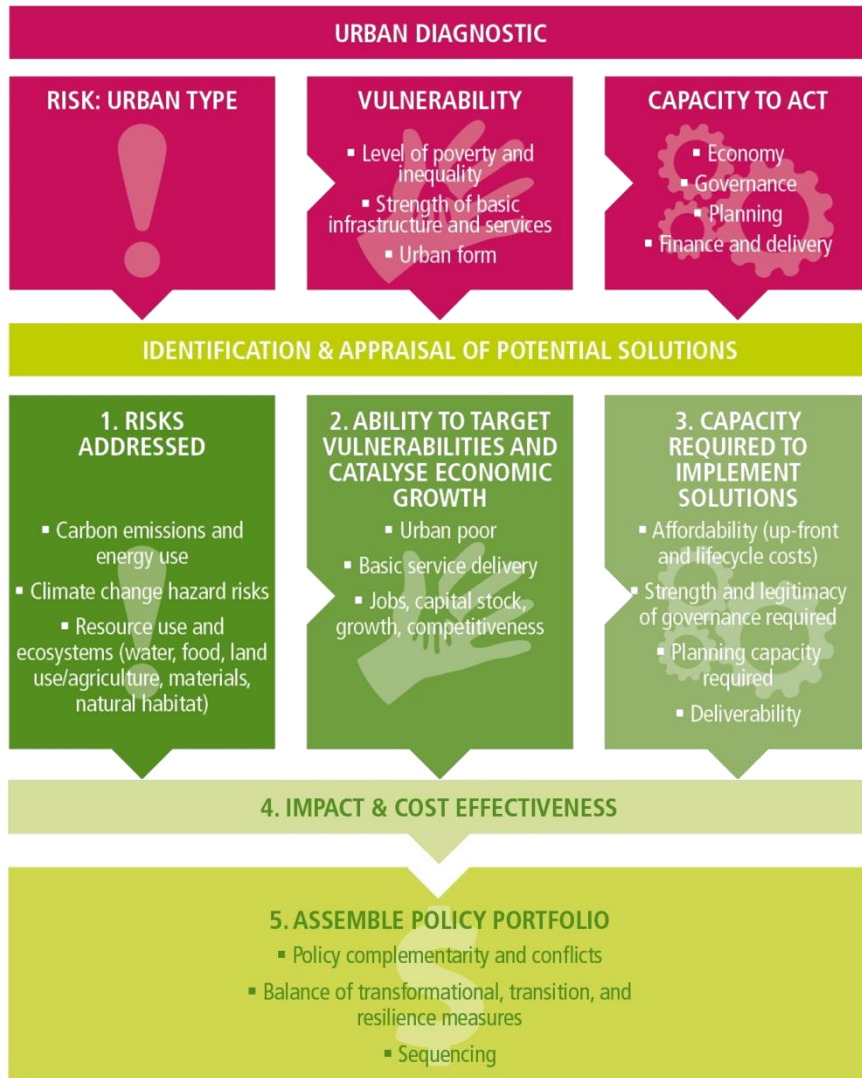 URBAN DIAGNOSTIC
RISK: URBAN TYPE
VULNERABILITY
▪ Level of poverty and
inequality
▪ Strength of basic
infrastructure and services
▪ Urban form
CAPACITY TO ACT
▪ Economy
▪ Governance
▪ Planning
▪ Finance and delivery
IDENTIFICATION & APPRAISAL OF POTENTIAL SOLUTIONS
1. RISKS
ADDRESSED
▪ Carbon emissions and
energy use
▪ Climate change hazard risks
▪ Resource use and
ecosystems (water, food, land
use/agriculture, materials,
natural habitat)
2. ABILITY TO TARGET
VULNERABILITIES AND
CATALYSE ECONOMIC
GROWTH
▪ Urban poor
▪ Basic service delivery
▪ Jobs, capital stock,
growth, competitiveness
3. CAPACITY
REQUIRED TO
IMPLEMENT
SOLUTIONS
▪ Affordability (up-front
and lifecycle costs)
▪ Strength and legitimacy
of governance required
▪ Planning capacity
required
▪ Deliverability
4. IMPACT & COST EFFECTIVENESS
5. ASSEMBLE POLICY PORTFOLIO
▪ Policy complementarity and conflicts
▪ Balance of transformational, transition, and
resilience measures
▪ Sequencing